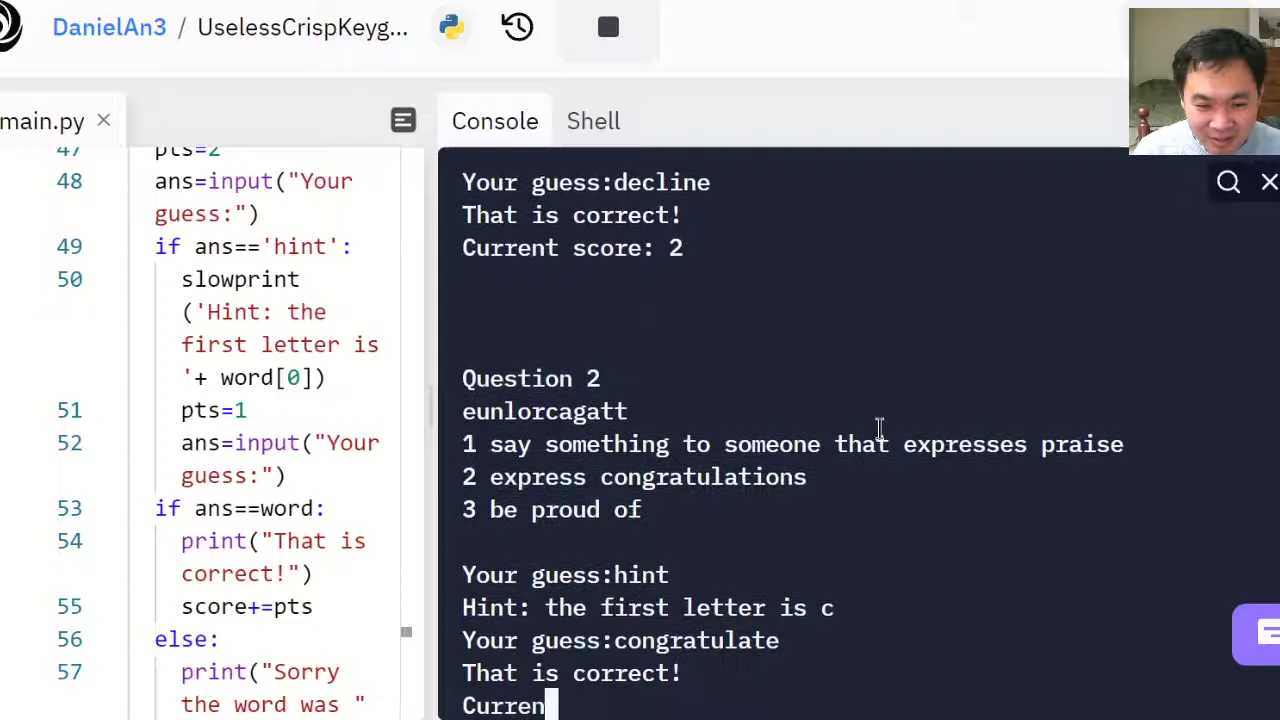 DanielAn3 / UselessCrispKeyg...
main.py ×
Console Shell
47 pts=2
48 ans=input("Your
guess:")
49 if ans=='hint':
50 slowprint
('Hint: the
first letter is
'+ word[0])
51 pts=1
52 ans=input("Your
guess:")
53 if ans==word:
54 print("That is
correct!")
55 score+=pts
56 else:
57 print("Sorry
the word was "
Your guess:decline
That is correct!
Current score: 2
Question 2
eunlorcagatt
1 say something to someone that expresses praise
2 express congratulations
3 be proud of
Your guess:hint
Hint: the first letter is c
Your guess:congratulate
That is correct!
Curren